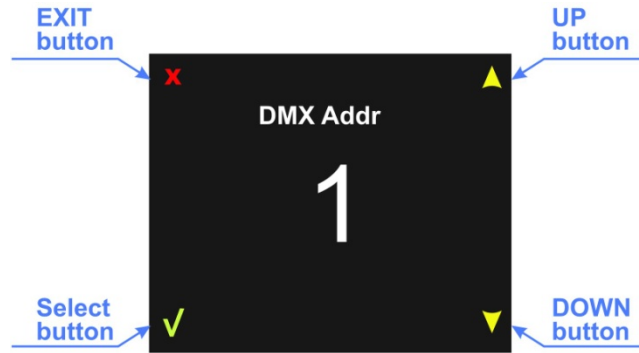 EXIT
button
UP
button
x
DMX Addr
1
Select
button
√
DOWN
button